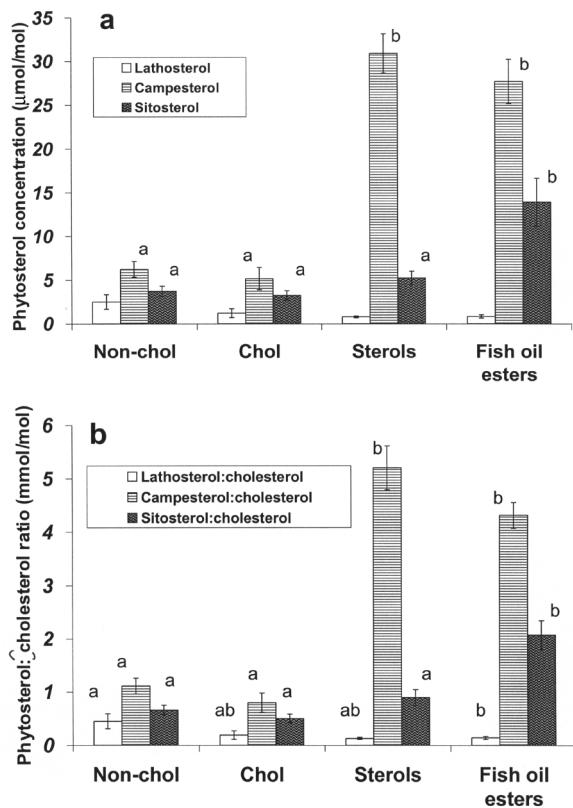 a
Phytosterol concentration (µmol/mol)
35
30
25
20
15
10
5
0
Lathosterol
Campesterol
Sitosterol
a a
a a
b
a
b
b
Non-chol Chol Sterols Fish oil
esters
b
Phytosterol: cholesterol ratio (mmol/mol)
6
5
4
3
2
1
0
Lathosterol:cholesterol
Campesterol:cholesterol
Sitosterol:cholesterol
a a a
ab a a
ab b a
b b b
Non-chol Chol Sterols Fish oil
esters